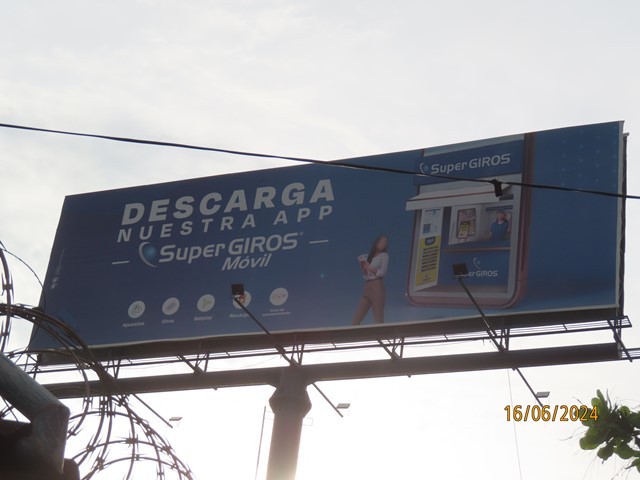 DESCARGA
NUESTRA APP
SuperGIROS
Móvil
SuperGIROS
SuperGIROS
16/06/2024